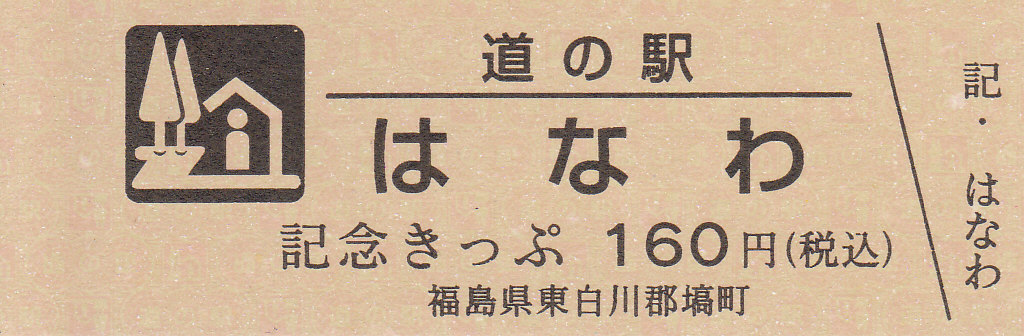 道の駅
はなわ
記念きっぷ 160円(税込)
福島県東白川郡塙町
記・はなわ